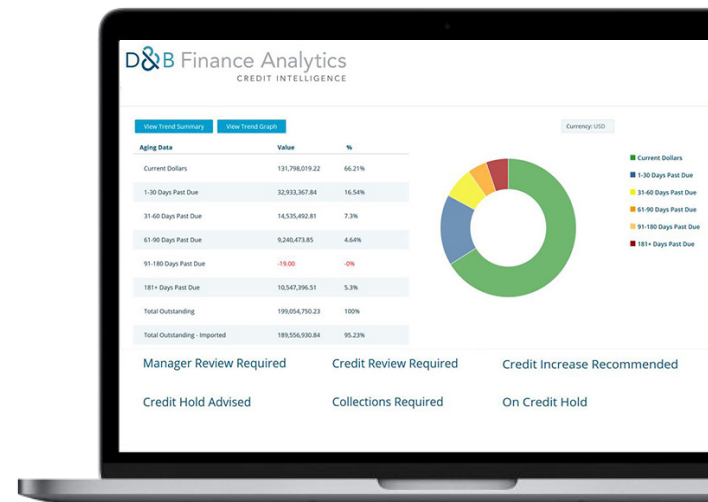 D&B Finance Analytics
CREDIT INTELLIGENCE
View Trend Summary View Trend Graph Currency: USD
Aging Data Value %
Current Dollars 131,798,019.22 66.21%
1-30 Days Past Due 32,933,367.84 16.54%
31-60 Days Past Due 14,535,492.81 7.3%
61-90 Days Past Due 9,240,473.85 4.64%
91-180 Days Past Due -19.00 -0%
181+ Days Past Due 10,547,396.51 5.3%
Total Outstanding 199,054,750.23 100%
Total Outstanding - Imported 189,556,930.84 95.23%
Current Dollars
1-30 Days Past Due
31-60 Days Past Due
61-90 Days Past Due
91-180 Days Past Due
181+ Days Past Due
Manager Review Required Credit Review Required Credit Increase Recommended
Credit Hold Advised Collections Required On Credit Hold